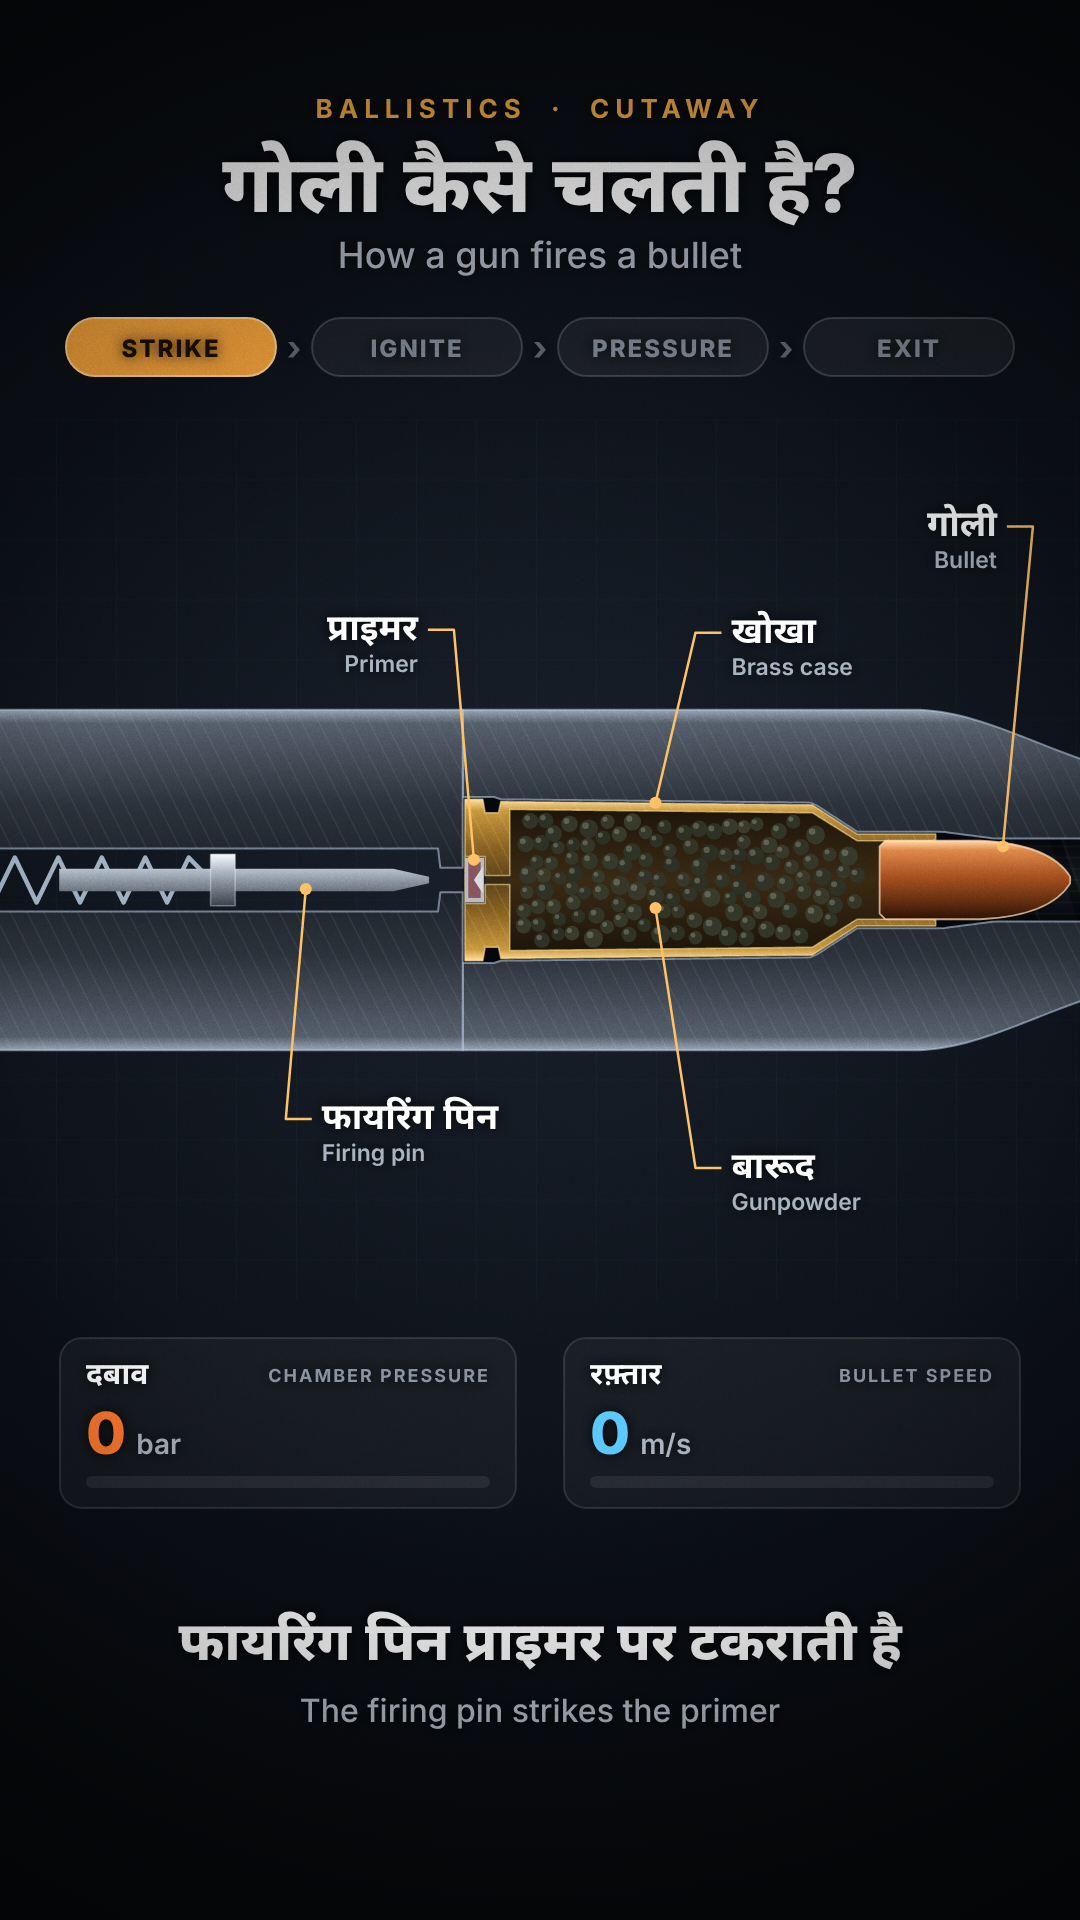 BALLISTICS · CUTAWAY
गोली कैसे चलती है?
How a gun fires a bullet
STRIKE › IGNITE › PRESSURE › EXIT
गोली
Bullet
प्राइमर
Primer
खोखा
Brass case
फायरिंग पिन
Firing pin
बारूद
Gunpowder
दबाव CHAMBER PRESSURE
0 bar
रफ़्तार BULLET SPEED
0 m/s
फायरिंग पिन प्राइमर पर टकराती है
The firing pin strikes the primer